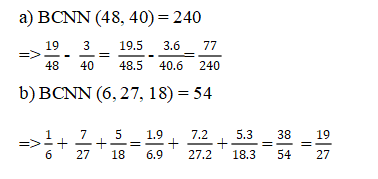 a) BCNN (48, 40) = 240
=> 19/48 - 3/40 = 19.5/48.5 - 3.6/40.6 = 77/240
b) BCNN (6, 27, 18) = 54
=> 1/6 + 7/27 + 5/18 = 1.9/6.9 + 7.2/27.2 + 5.3/18.3 = 38/54 = 19/27